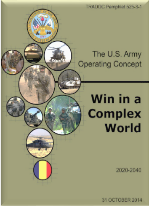 TRADOC Pamphlet 525-3-1
The U.S. Army
Operating Concept
Win in a
Complex
World
2020-2040
31 OCTOBER 2014